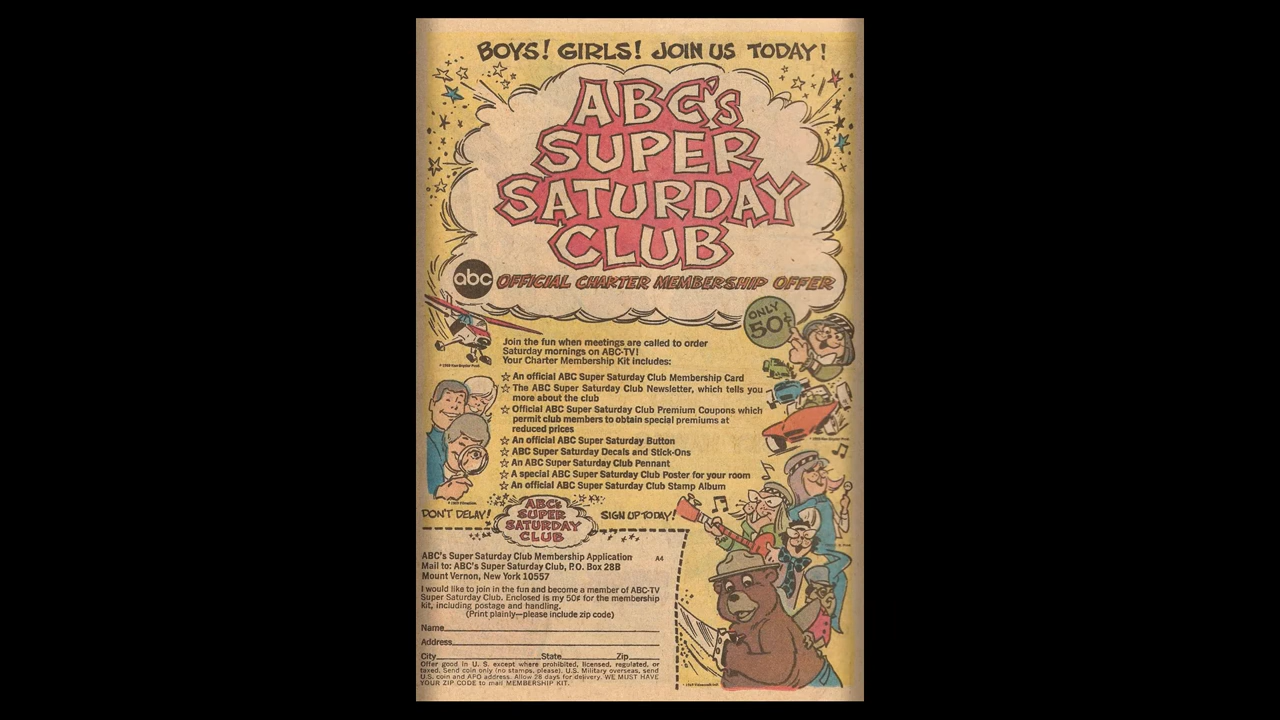 BOYS! GIRLS! JOIN US TODAY!
ABC's
SUPER
SATURDAY
CLUB
abc OFFICIAL CHARTER MEMBERSHIP OFFER
ONLY
50¢
Join the fun when meetings are called to order
Saturday mornings on ABC-TV!
Your Charter Membership Kit includes:
☆ An official ABC Super Saturday Club Membership Card
☆ The ABC Super Saturday Club Newsletter, which tells you
more about the club
☆ Official ABC Super Saturday Club Premium Coupons which
permit club members to obtain special premiums at
reduced prices
☆ An official ABC Super Saturday Button
☆ ABC Super Saturday Decals and Stick-Ons
☆ An ABC Super Saturday Club Pennant
☆ A special ABC Super Saturday Club Poster for your room
☆ An official ABC Super Saturday Club Stamp Album
DON'T DELAY!
ABC's
SUPER
SATURDAY
CLUB
SIGN UP TODAY!
ABC's Super Saturday Club Membership Application A4
Mail to: ABC's Super Saturday Club, P.O. Box 28B
Mount Vernon, New York 10557
I would like to join in the fun and become a member of ABC-TV
Super Saturday Club. Enclosed is my 50¢ for the membership
kit, including postage and handling.
(Print plainly—please include zip code)
Name
Address
City State Zip
Offer good in U. S. except where prohibited, licensed, regulated, or
taxed. Send coin only (no stamps, please). U.S. Military overseas, send
U.S. coin and APO address. Allow 28 days for delivery. WE MUST HAVE
YOUR ZIP CODE to mail MEMBERSHIP KIT.